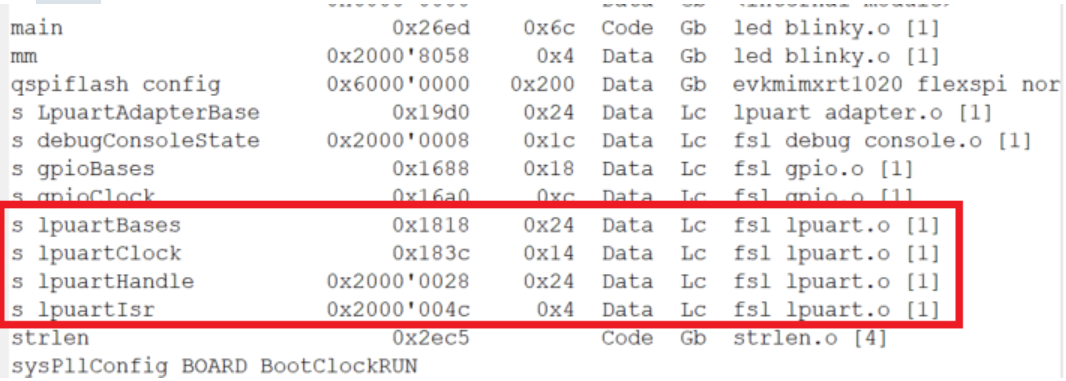 main 0x26ed 0x6c Code Gb led blinky.o [1]
mm 0x2000'8058 0x4 Data Gb led blinky.o [1]
qspiflash config 0x6000'0000 0x200 Data Gb evkmimxrt1020 flexspi nor
s LpuartAdapterBase 0x19d0 0x24 Data Lc lpuart adapter.o [1]
s debugConsoleState 0x2000'0008 0x1c Data Lc fsl debug console.o [1]
s gpioBases 0x1688 0x18 Data Lc fsl gpio.o [1]
s gpioClock 0x16a0 0xc Data Lc fsl gpio.o [1]
s lpuartBases 0x1818 0x24 Data Lc fsl lpuart.o [1]
s lpuartClock 0x183c 0x14 Data Lc fsl lpuart.o [1]
s lpuartHandle 0x2000'0028 0x24 Data Lc fsl lpuart.o [1]
s lpuartIsr 0x2000'004c 0x4 Data Lc fsl lpuart.o [1]
strlen 0x2ec5 Code Gb strlen.o [4]
sysPllConfig BOARD BootClockRUN